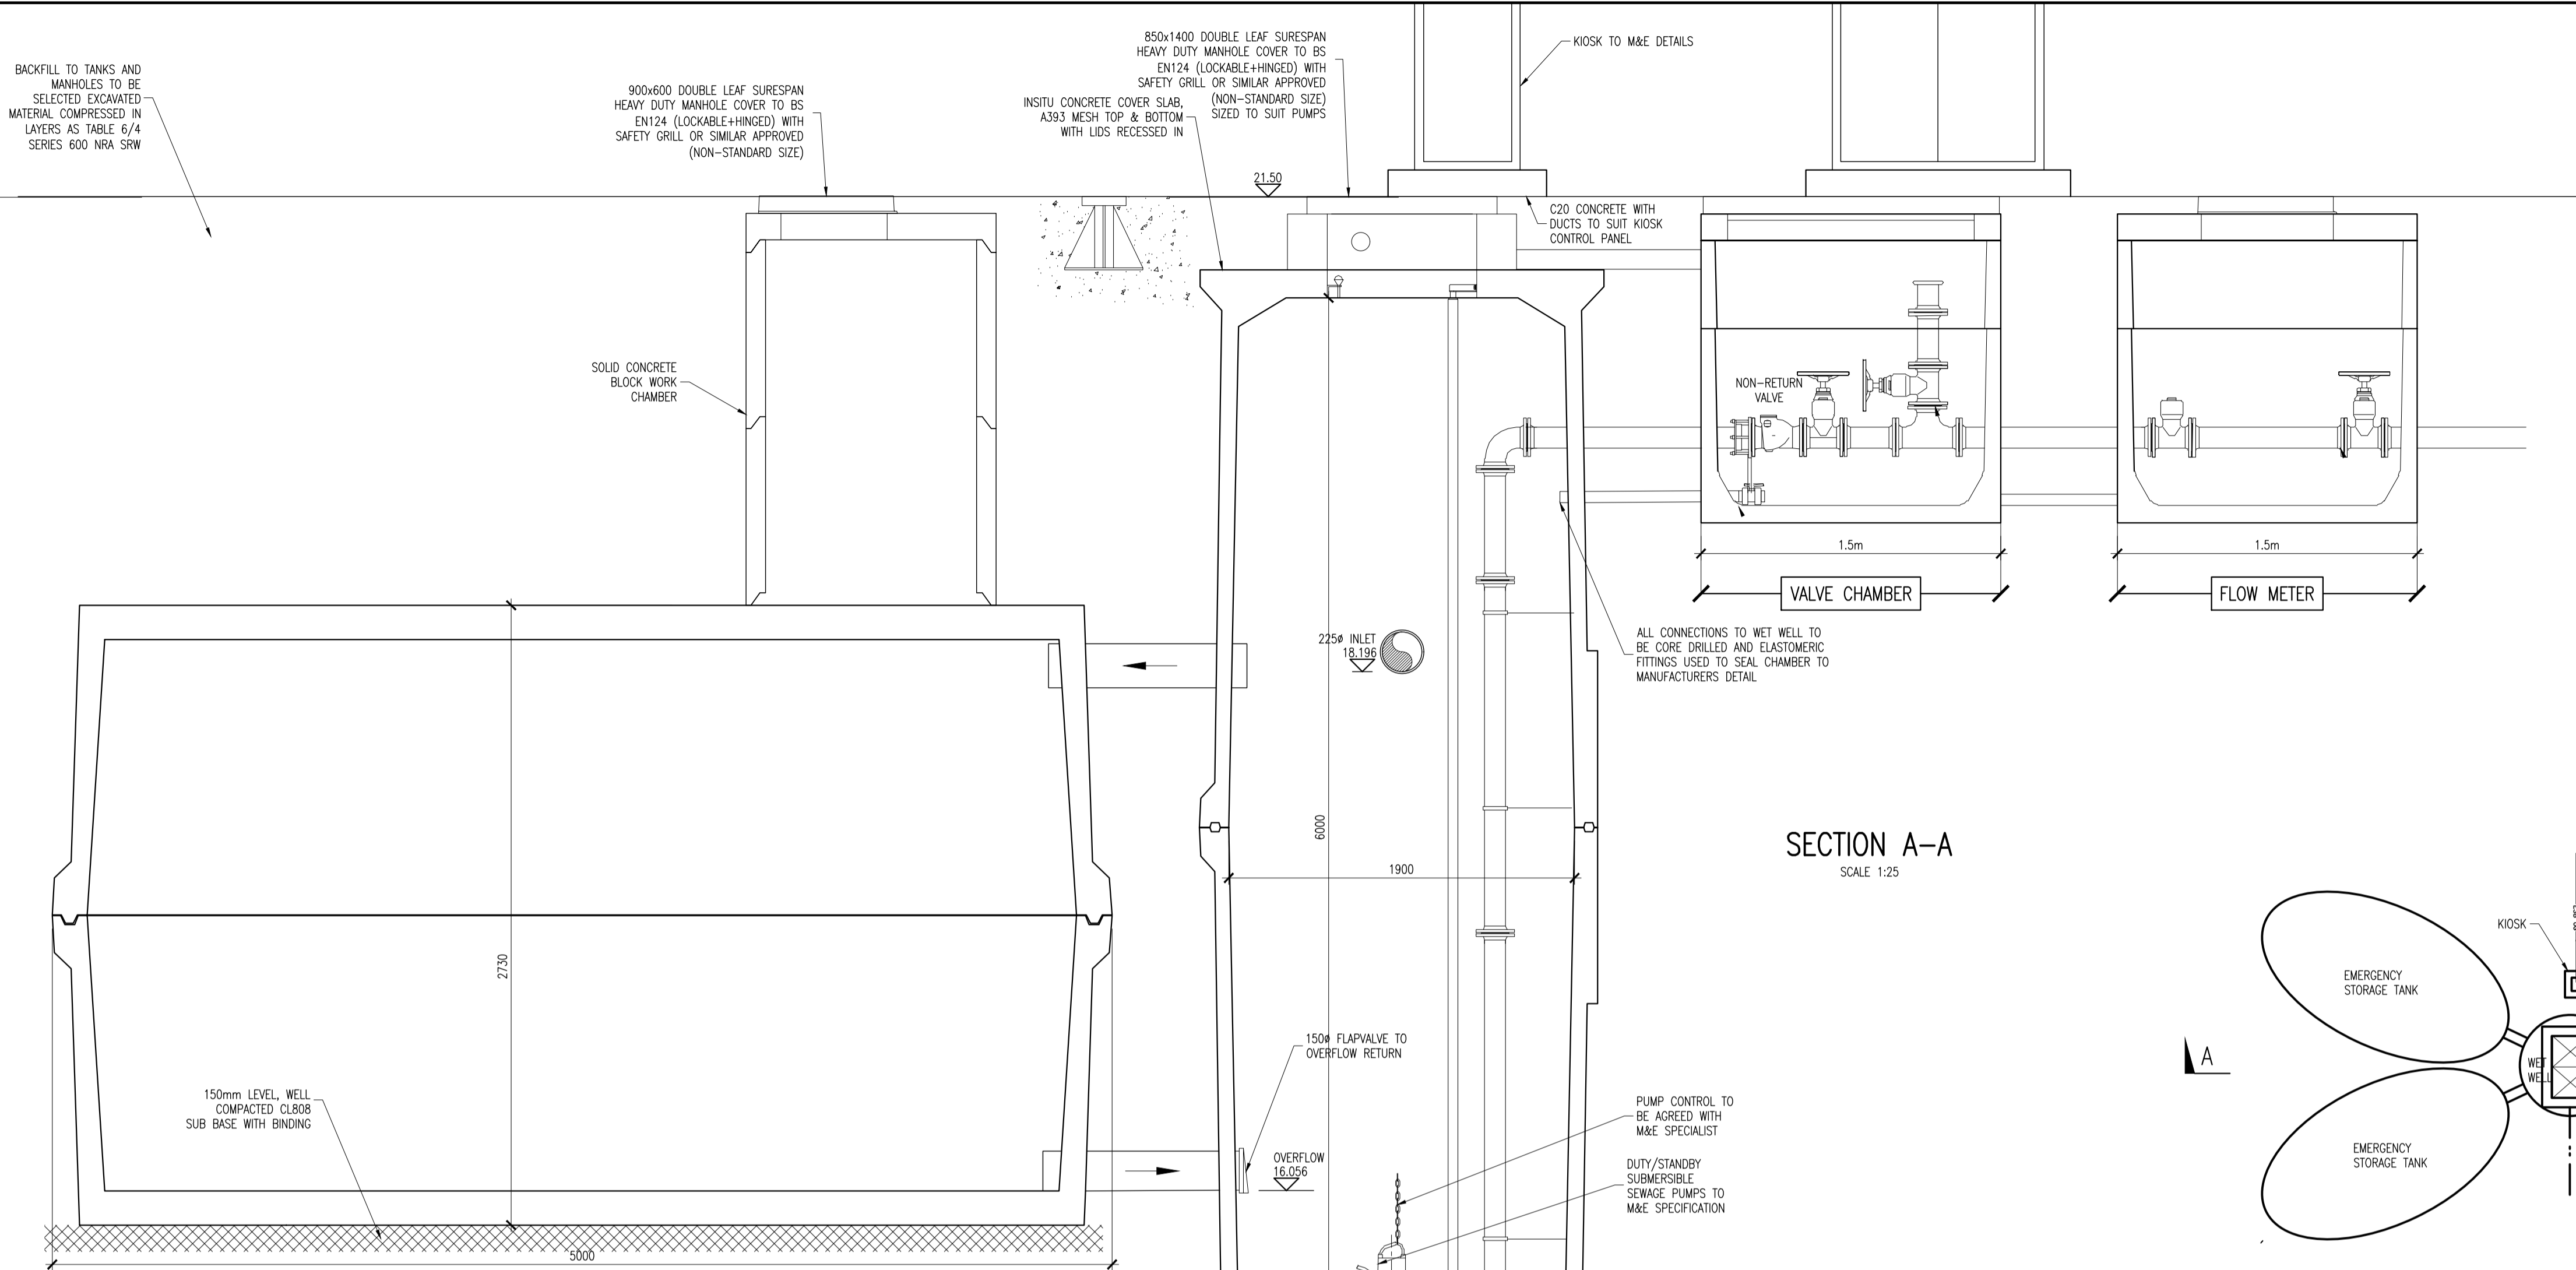 BACKFILL TO TANKS AND
MANHOLES TO BE
SELECTED EXCAVATED
MATERIAL COMPRESSED IN
LAYERS AS TABLE 6/4
SERIES 600 NRA SRW
900x600 DOUBLE LEAF SURESPAN
HEAVY DUTY MANHOLE COVER TO BS
EN124 (LOCKABLE+HINGED) WITH
SAFETY GRILL OR SIMILAR APPROVED
(NON-STANDARD SIZE)
850x1400 DOUBLE LEAF SURESPAN
HEAVY DUTY MANHOLE COVER TO BS
EN124 (LOCKABLE+HINGED) WITH
SAFETY GRILL OR SIMILAR APPROVED
(NON-STANDARD SIZE)
SIZED TO SUIT PUMPS
INSITU CONCRETE COVER SLAB,
A393 MESH TOP & BOTTOM
WITH LIDS RECESSED IN
KIOSK TO M&E DETAILS
21.50
C20 CONCRETE WITH
DUCTS TO SUIT KIOSK
CONTROL PANEL
SOLID CONCRETE
BLOCK WORK
CHAMBER
NON-RETURN
VALVE
1.5m
1.5m
VALVE CHAMBER
FLOW METER
225ø INLET
18.196
ALL CONNECTIONS TO WET WELL TO
BE CORE DRILLED AND ELASTOMERIC
FITTINGS USED TO SEAL CHAMBER TO
MANUFACTURERS DETAIL
6000
1900
SECTION A-A
SCALE 1:25
2730
KIOSK
EMERGENCY
STORAGE TANK
A
WET
WELL
EMERGENCY
STORAGE TANK
150ø FLAPVALVE TO
OVERFLOW RETURN
150mm LEVEL, WELL
COMPACTED CL808
SUB BASE WITH BINDING
PUMP CONTROL TO
BE AGREED WITH
M&E SPECIALIST
OVERFLOW
16.056
DUTY/STANDBY
SUBMERSIBLE
SEWAGE PUMPS TO
M&E SPECIFICATION
5000